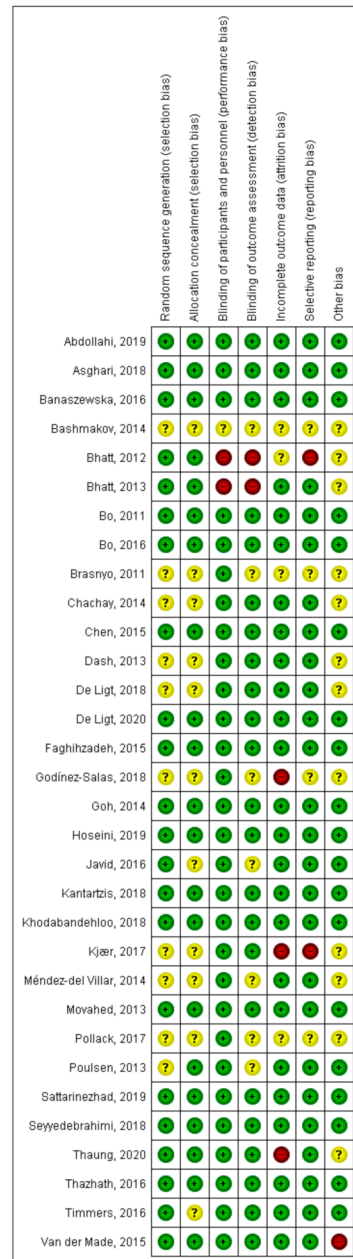 Random sequence generation (selection bias)
Allocation concealment (selection bias)
Blinding of participants and personnel (performance bias)
Blinding of outcome assessment (detection bias)
Incomplete outcome data (attrition bias)
Selective reporting (reporting bias)
Other bias
Abdollahi, 2019 + + + + + + +
Asghari, 2018 + + + + + + +
Banaszewska, 2016 + + + + + + +
Bashmakov, 2014 ? ? ? ? ? ? ?
Bhatt, 2012 + + - - ? - ?
Bhatt, 2013 + + - - + + ?
Bo, 2011 + + + + + + +
Bo, 2016 + + + + + + +
Brasnyo, 2011 ? ? + ? ? ? ?
Chachay, 2014 ? ? + + + + ?
Chen, 2015 + + + + + + +
Dash, 2013 ? ? + + + + ?
De Ligt, 2018 ? ? + + + + ?
De Ligt, 2020 + + + + + + +
Faghihzadeh, 2015 + + + + + + +
Godínez-Salas, 2018 ? ? + ? - ? ?
Goh, 2014 + + + + + + +
Hoseini, 2019 + + + + + + +
Javid, 2016 + ? + ? + + +
Kantartzis, 2018 + + + + + + +
Khodabandehloo, 2018 + + + + + + +
Kjær, 2017 ? ? + + - - ?
Méndez-del Villar, 2014 ? ? + ? + + ?
Movahed, 2013 + + + + + + +
Pollack, 2017 ? ? + ? ? ? ?
Poulsen, 2013 ? + + ? + + +
Sattarinezhad, 2019 + + + + + + +
Seyyedebrahimi, 2018 + + + + + + +
Thaung, 2020 + + + + - + ?
Thazhath, 2016 + + + + + + +
Timmers, 2016 + ? + + + + +
Van der Made, 2015 + + + + + + -